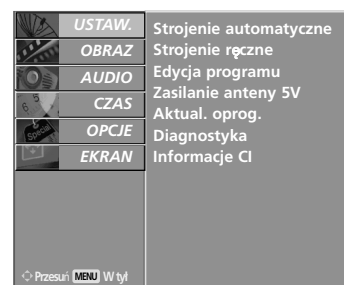 USTAW.
OBRAZ
AUDIO
CZAS
OPCJE
EKRAN
Strojenie automatyczne
Strojenie ręczne
Edycja programu
Zasilanie anteny 5V
Aktual. oprog.
Diagnostyka
Informacje CI
Przesuń MENU W tył